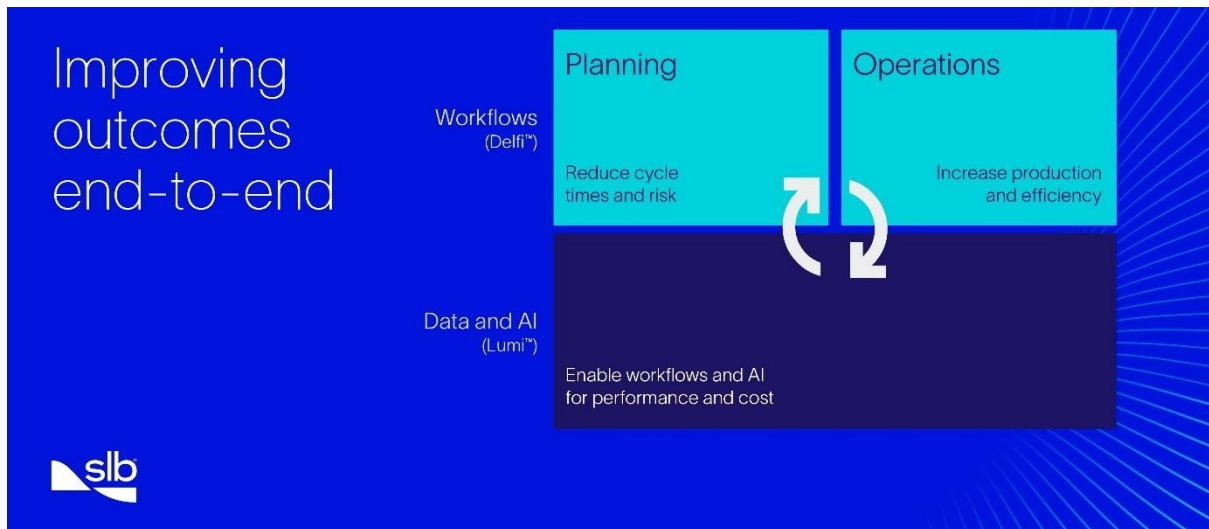 Improving
outcomes
end-to-end
Workflows
(Delfi™)
Planning
Reduce cycle
times and risk
Operations
Increase production
and efficiency
Data and AI
(Lumi™)
Enable workflows and AI
for performance and cost
slb